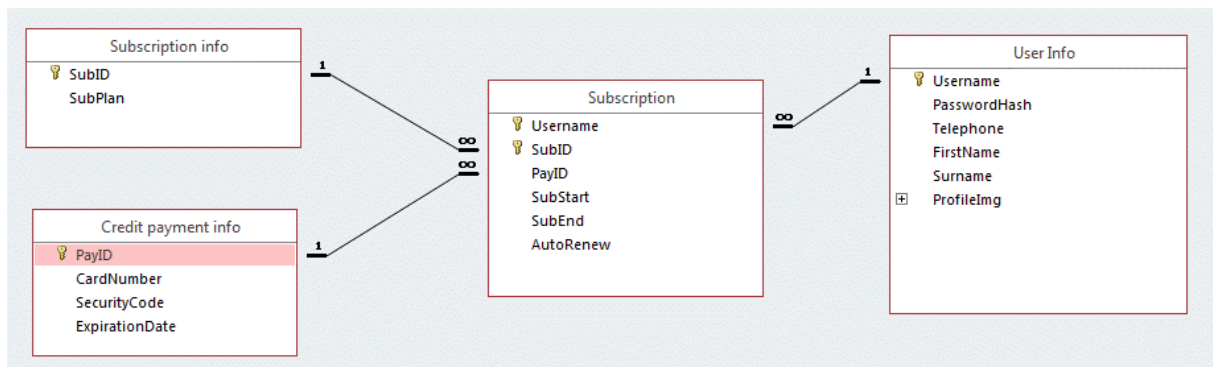 Subscription info
SubID
SubPlan
1
∞
Credit payment info
PayID
CardNumber
SecurityCode
ExpirationDate
1
∞
Subscription
Username
SubID
PayID
SubStart
SubEnd
AutoRenew
∞
1
User Info
Username
PasswordHash
Telephone
FirstName
Surname
ProfileImg